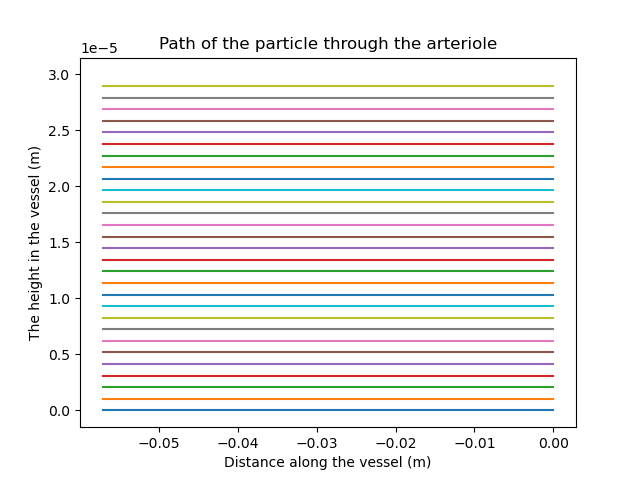 Path of the particle through the arteriole
1e−5
3.0
2.5
2.0
1.5
1.0
0.5
0.0
The height in the vessel (m)
−0.05 −0.04 −0.03 −0.02 −0.01 0.00
Distance along the vessel (m)